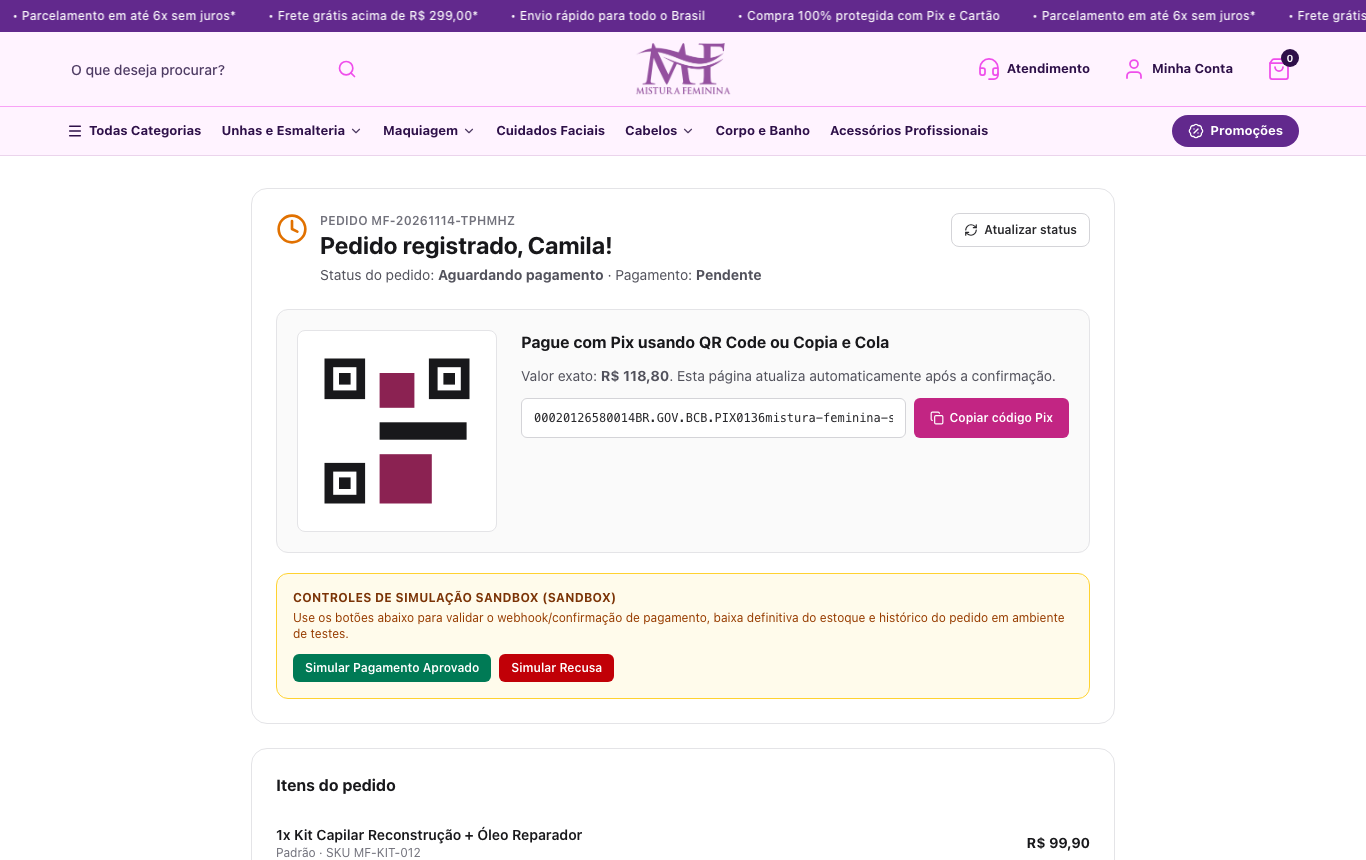 • Parcelamento em até 6x sem juros* • Frete grátis acima de R$ 299,00* • Envio rápido para todo o Brasil • Compra 100% protegida com Pix e Cartão • Parcelamento em até 6x sem juros* • Frete grátis
O que deseja procurar?
MF
MISTURA FEMININA
Atendimento
Minha Conta
0
Todas Categorias
Unhas e Esmalteria
Maquiagem
Cuidados Faciais
Cabelos
Corpo e Banho
Acessórios Profissionais
Promoções
PEDIDO MF-20261114-TPHMHZ
Pedido registrado, Camila!
Status do pedido: Aguardando pagamento · Pagamento: Pendente
Atualizar status
Pague com Pix usando QR Code ou Copia e Cola
Valor exato: R$ 118,80. Esta página atualiza automaticamente após a confirmação.
00020126580014BR.GOV.BCB.PIX0136mistura-feminina-s
Copiar código Pix
CONTROLES DE SIMULAÇÃO SANDBOX (SANDBOX)
Use os botões abaixo para validar o webhook/confirmação de pagamento, baixa definitiva do estoque e histórico do pedido em ambiente
de testes.
Simular Pagamento Aprovado
Simular Recusa
Itens do pedido
1x Kit Capilar Reconstrução + Óleo Reparador
Padrão · SKU MF-KIT-012
R$ 99,90